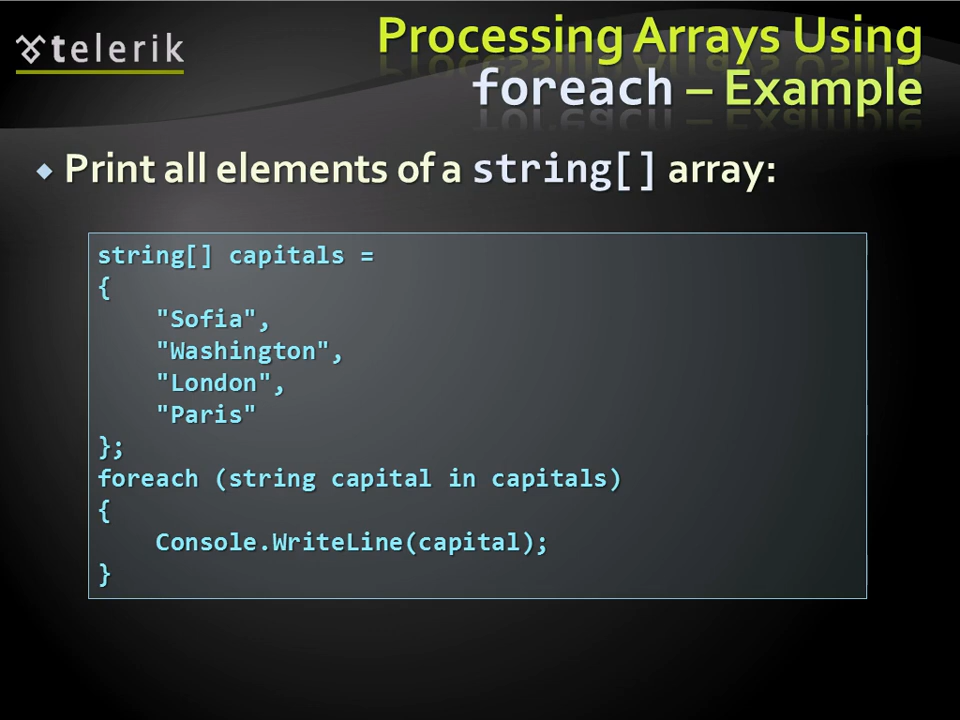 telerik
Processing Arrays Using
foreach – Example
Print all elements of a string[] array:
string[] capitals =
{
    "Sofia",
    "Washington",
    "London",
    "Paris"
};
foreach (string capital in capitals)
{
    Console.WriteLine(capital);
}